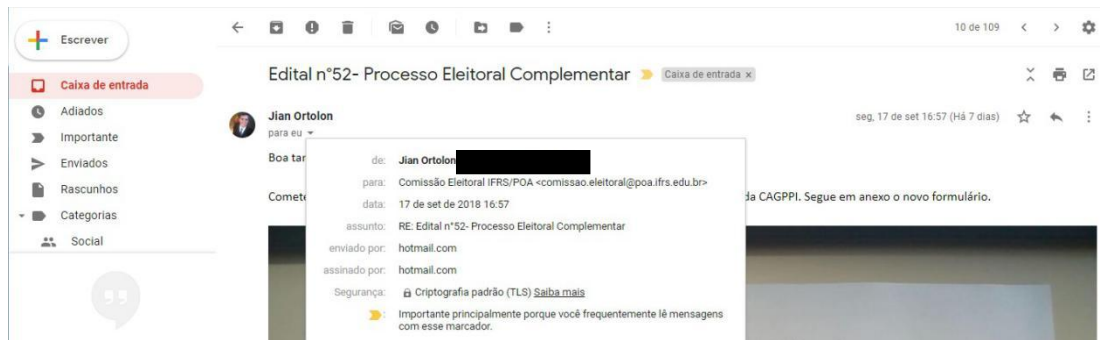 Escrever
10 de 109
Edital n°52- Processo Eleitoral Complementar
Caixa de entrada x
Caixa de entrada
Adiados
Importante
Enviados
Rascunhos
Categorias
Social
Jian Ortolon
seg, 17 de set 16:57 (Há 7 dias)
para eu
Boa tar
de: Jian Ortolon
para: Comissão Eleitoral IFRS/POA <comissao.eleitoral@poa.ifrs.edu.br>
Comete
da CAGPPI. Segue em anexo o novo formulário.
data: 17 de set de 2018 16:57
assunto: RE: Edital n°52- Processo Eleitoral Complementar
enviado por: hotmail.com
assinado por: hotmail.com
Segurança: Criptografia padrão (TLS) Saiba mais
: Importante principalmente porque você frequentemente lê mensagens
com esse marcador.